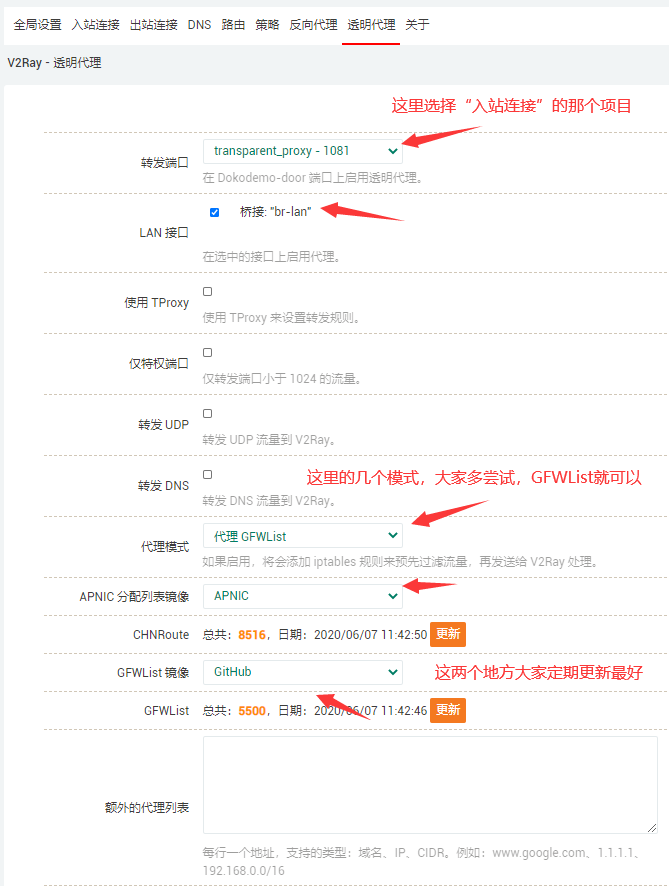 全局设置 入站连接 出站连接 DNS 路由 策略 反向代理 透明代理 关于
V2Ray - 透明代理
这里选择“入站连接”的那个项目
转发端口 transparent_proxy - 1081
在 Dokodemo-door 端口上启用透明代理。
桥接: "br-lan"
LAN 接口
在选中的接口上启用代理。
使用 TProxy
使用 TProxy 来设置转发规则。
仅特权端口
仅转发端口小于 1024 的流量。
转发 UDP
转发 UDP 流量到 V2Ray。
转发 DNS
这里的几个模式，大家多尝试，GFWList就可以
转发 DNS 流量到 V2Ray。
代理模式 代理 GFWList
如果启用，将会添加 iptables 规则来预先过滤流量，再发送给 V2Ray 处理。
APNIC 分配列表镜像 APNIC
CHNRoute 总共：8516，日期：2020/06/07 11:42:50 更新
GFWList 镜像 GitHub
这两个地方大家定期更新最好
GFWList 总共：5500，日期：2020/06/07 11:42:46 更新
额外的代理列表
每行一个地址，支持的类型：域名、IP、CIDR。例如：www.google.com、1.1.1.1、
192.168.0.0/16